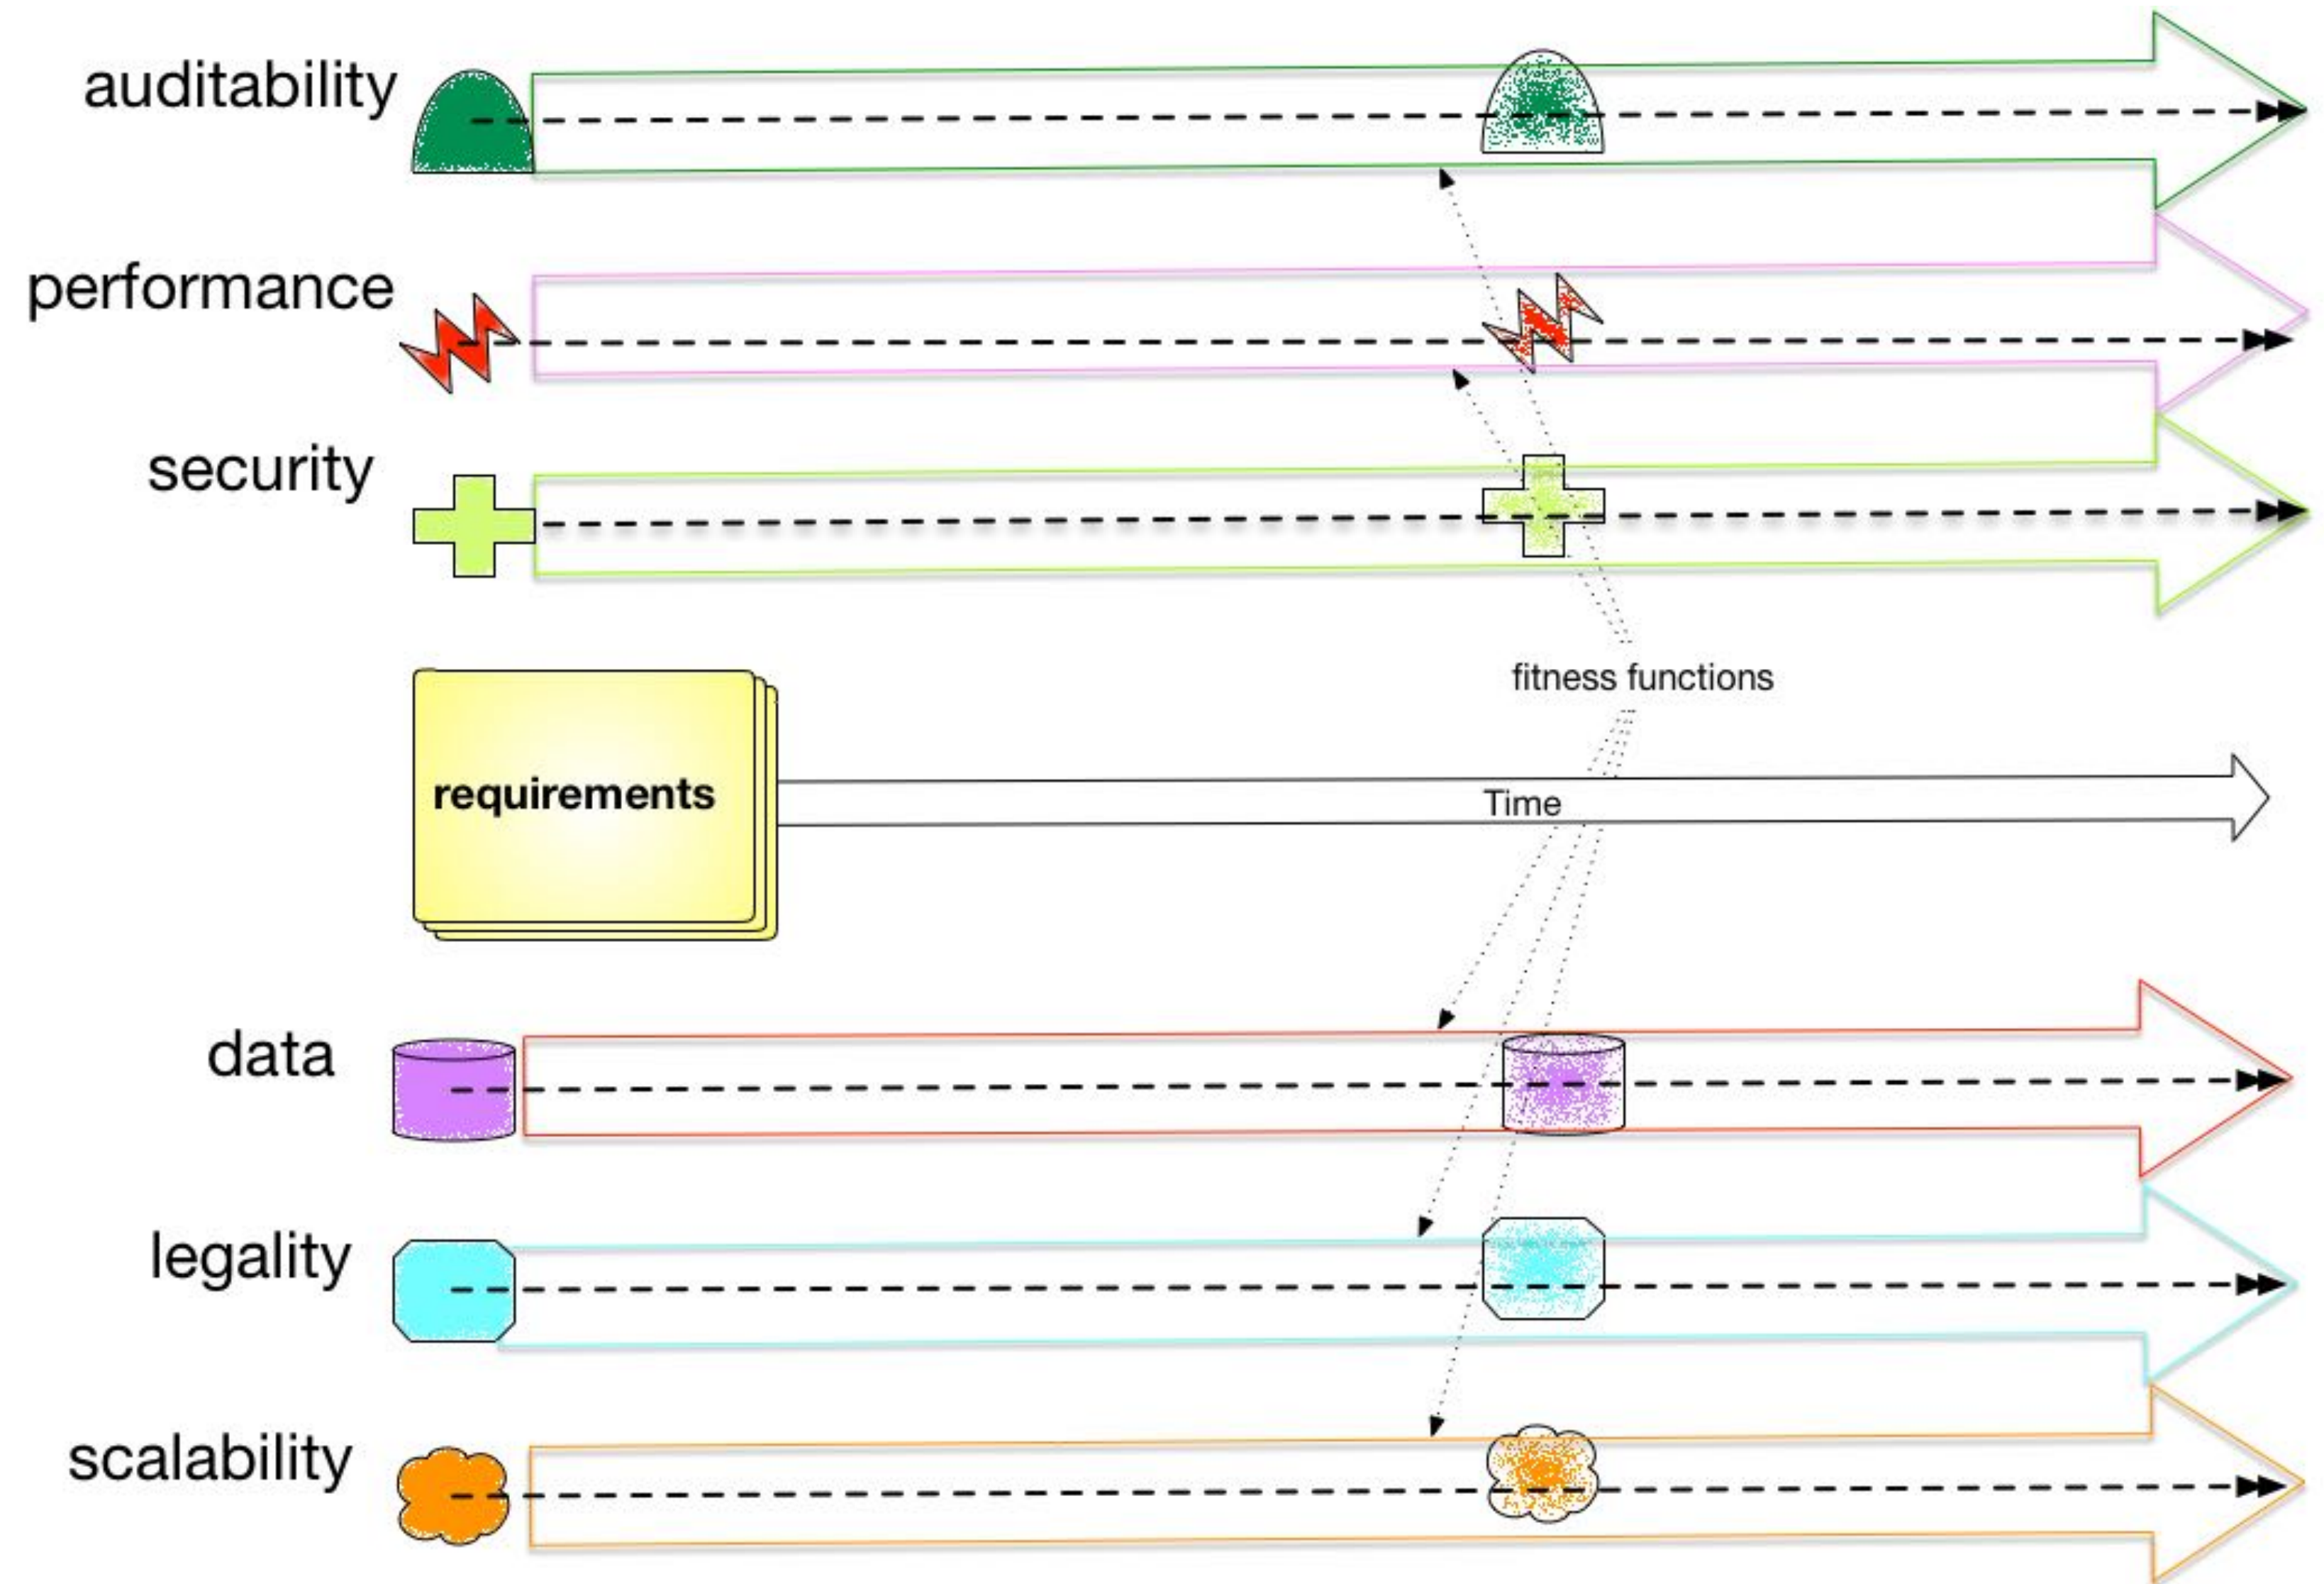 auditability
performance
security
fitness functions
requirements
Time
data
legality
scalability